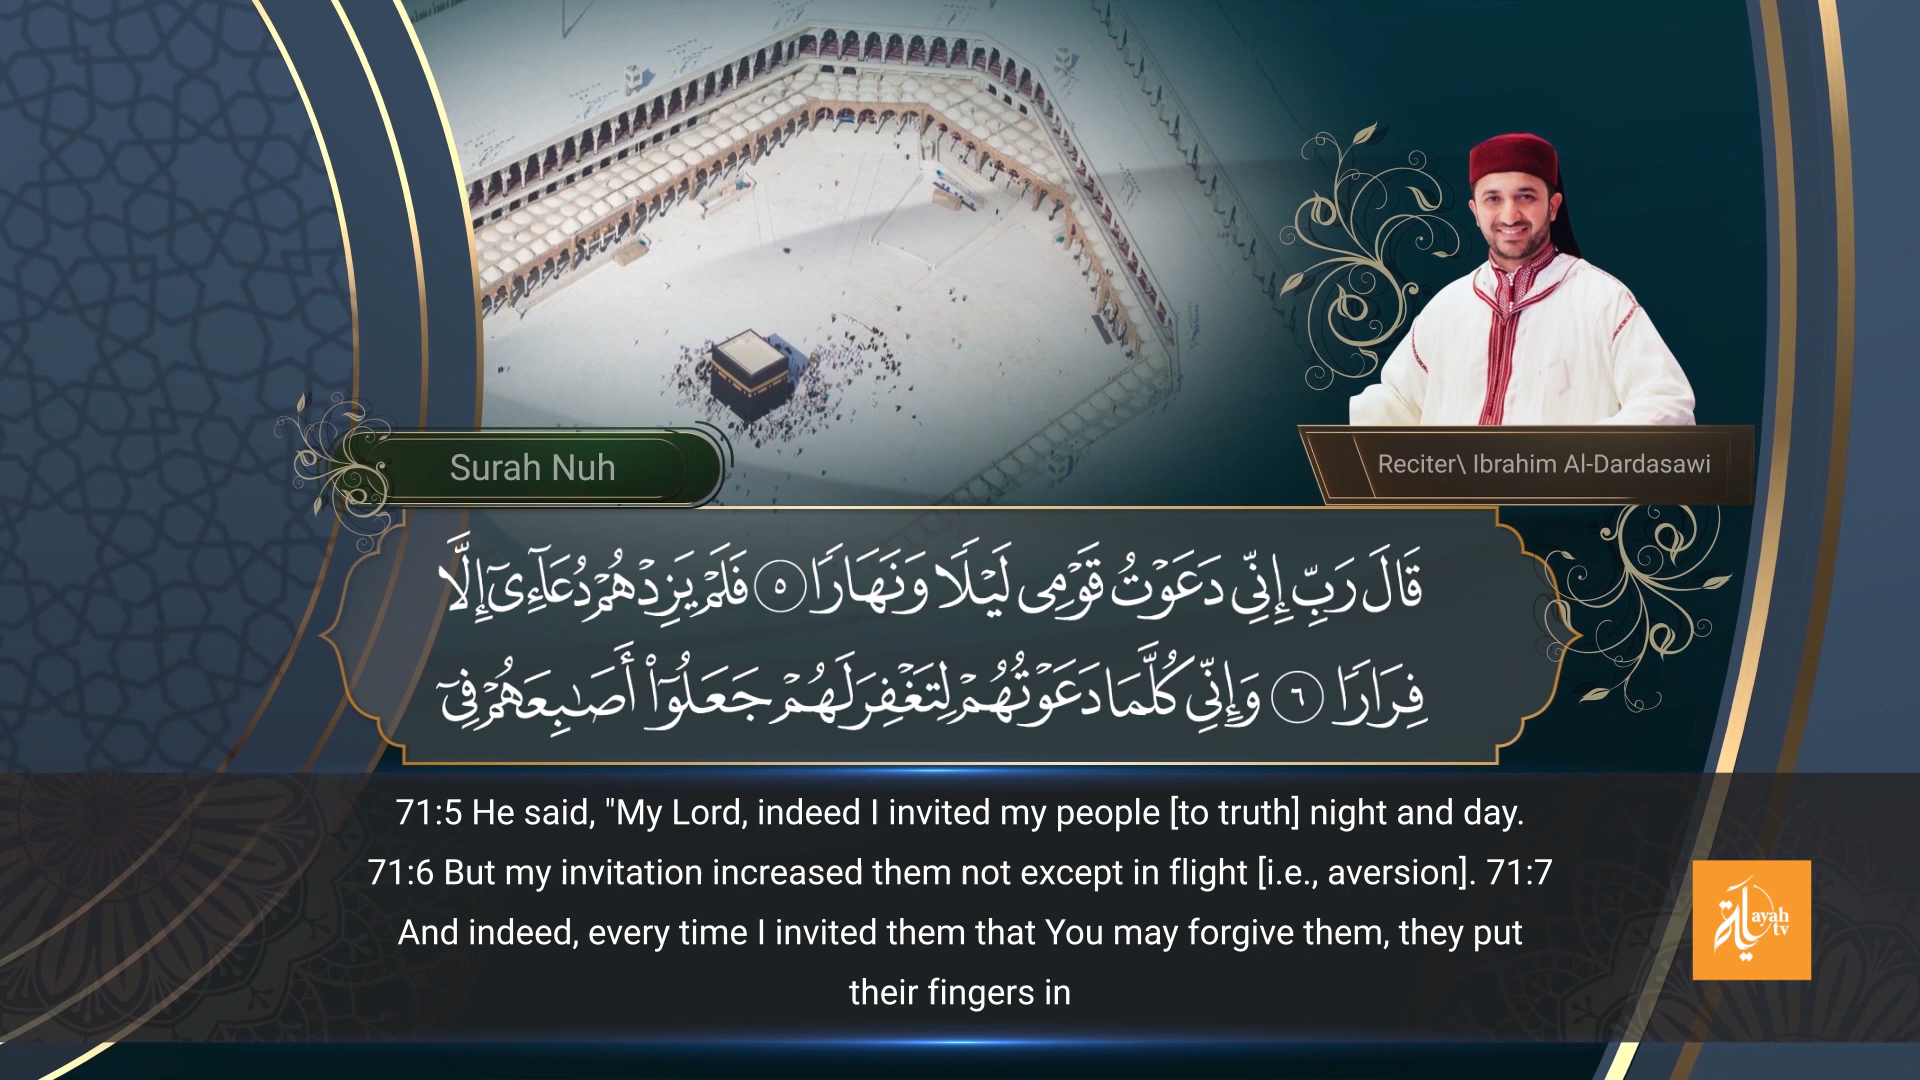 Surah Nuh
Reciter\ Ibrahim Al-Dardasawi
قَالَ رَبِّ إِنِّي دَعَوْتُ قَوْمِي لَيْلًا وَنَهَارًا ٥ فَلَمْ يَزِدْهُمْ دُعَآءِىٓ إِلَّا
فِرَارًا ٦ وَإِنِّي كُلَّمَا دَعَوْتُهُمْ لِتَغْفِرَ لَهُمْ جَعَلُوٓا۟ أَصَـٰبِعَهُمْ فِىٓ
71:5 He said, "My Lord, indeed I invited my people [to truth] night and day.
71:6 But my invitation increased them not except in flight [i.e., aversion]. 71:7
And indeed, every time I invited them that You may forgive them, they put
their fingers in
آية
ayah
tv